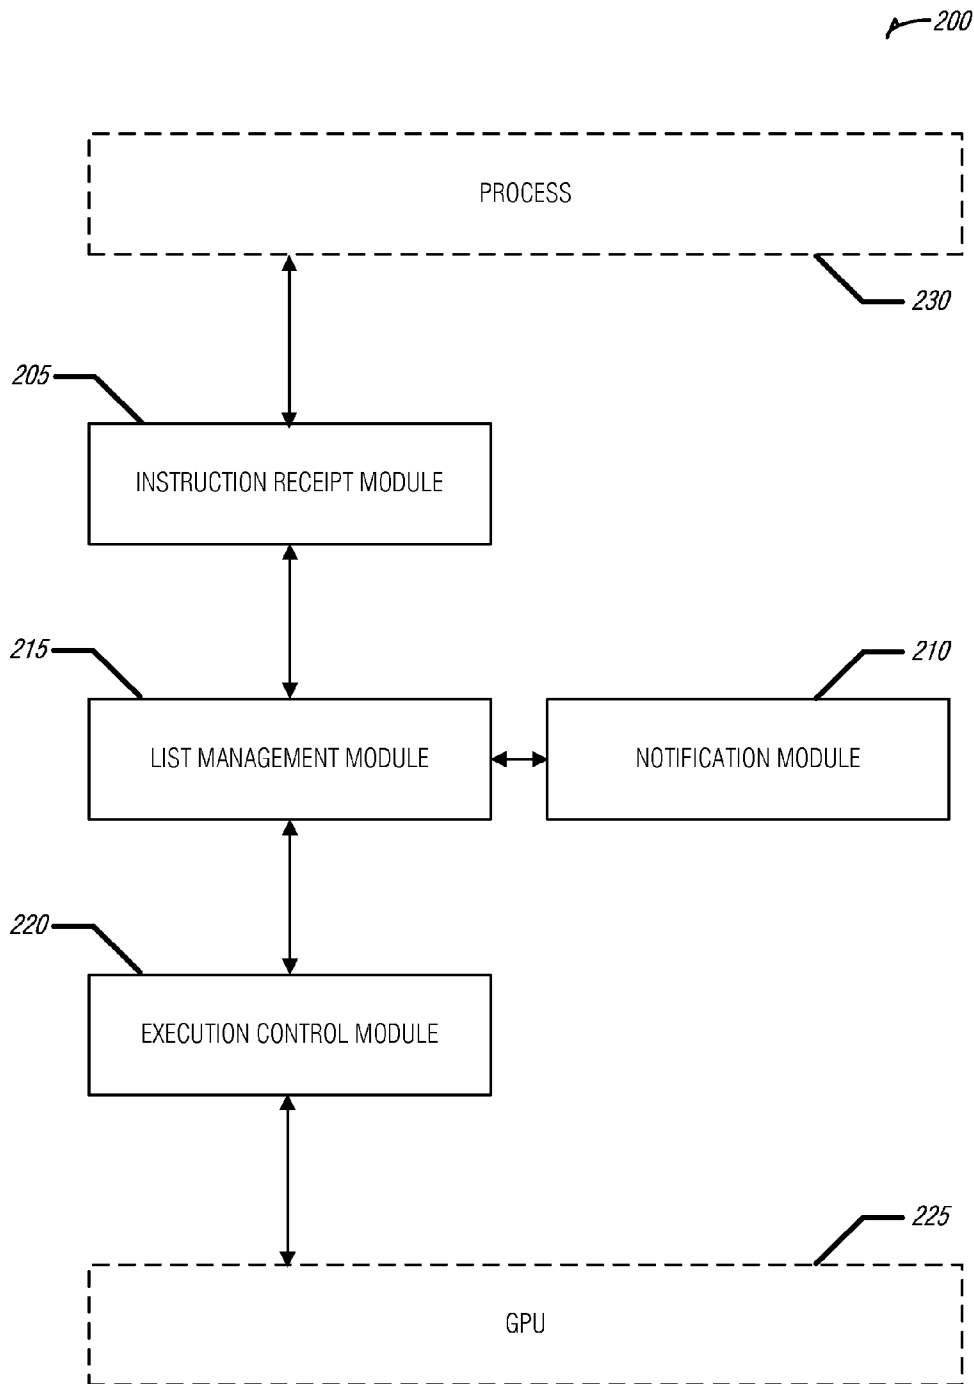 200
PROCESS
230
205
INSTRUCTION RECEIPT MODULE
215
210
LIST MANAGEMENT MODULE
NOTIFICATION MODULE
220
EXECUTION CONTROL MODULE
225
GPU